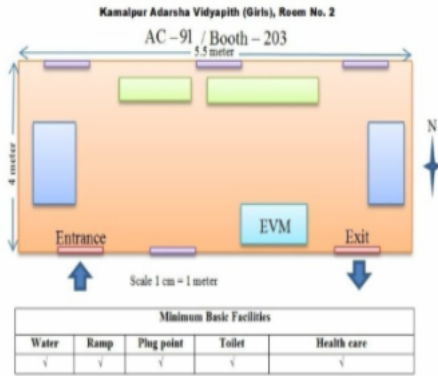 Kamalpur Adarsha Vidyapith (Girls), Room No. 2
AC – 91 / Booth – 203
5.5 meter
4 meter
N
EVM
Entrance
Exit
Scale 1 cm = 1 meter
Minimum Basic Facilities
Water Ramp Plug point Toilet Health care
√ √ √ √ √